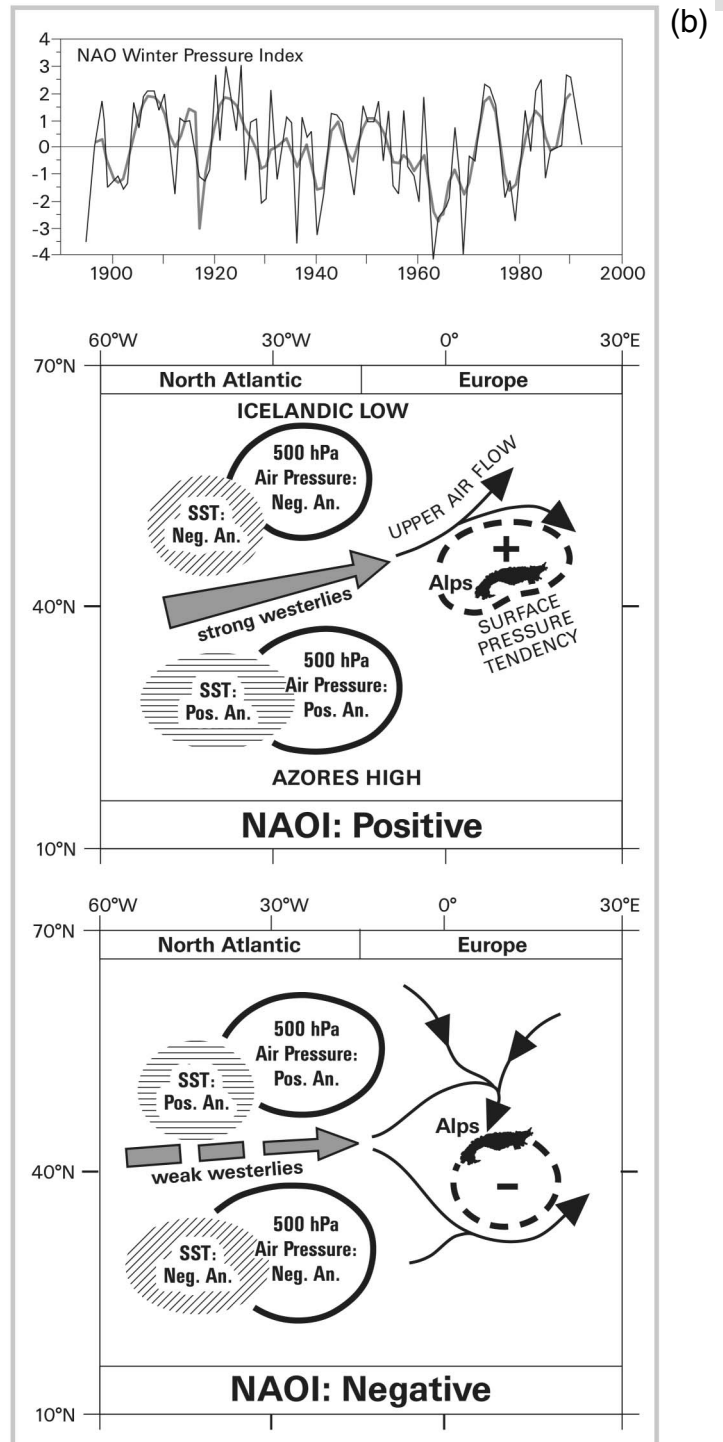 (b)
NAO Winter Pressure Index
4
3
2
1
0
-1
-2
-3
-4
1900 1920 1940 1960 1980 2000
60°W 30°W 0° 30°E
70°N
North Atlantic Europe
ICELANDIC LOW
500 hPa
Air Pressure:
Neg. An.
SST:
Neg. An.
UPPER AIR FLOW
+
Alps
40°N
strong westerlies
SURFACE
PRESSURE
TENDENCY
500 hPa
Air Pressure:
Pos. An.
SST:
Pos. An.
AZORES HIGH
NAOI: Positive
10°N
60°W 30°W 0° 30°E
70°N
North Atlantic Europe
500 hPa
Air Pressure:
Pos. An.
SST:
Pos. An.
Alps
40°N
weak westerlies
–
500 hPa
Air Pressure:
Neg. An.
SST:
Neg. An.
NAOI: Negative
10°N